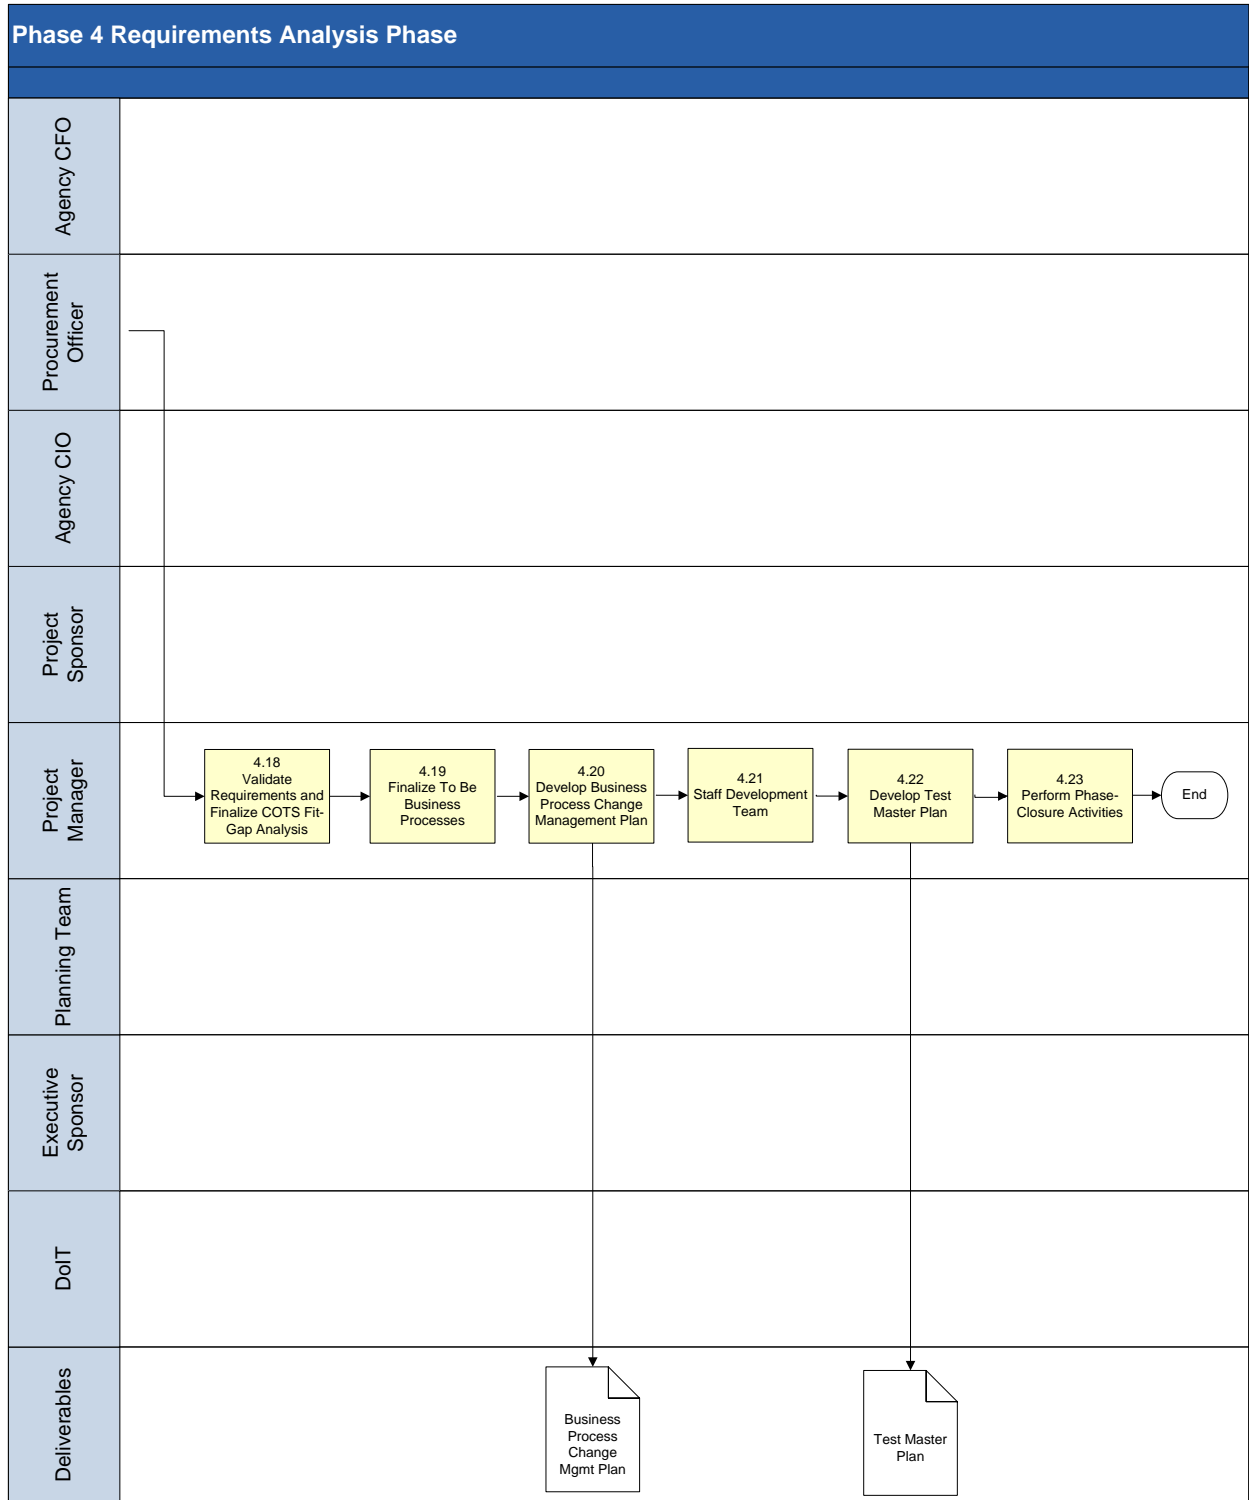 Phase 4 Requirements Analysis Phase
Agency CFO
Procurement
Officer
Agency CIO
Project
Sponsor
Project
Manager
4.18
Validate
Requirements and
Finalize COTS Fit-
Gap Analysis
4.19
Finalize To Be
Business
Processes
4.20
Develop Business
Process Change
Management Plan
4.21
Staff Development
Team
4.22
Develop Test
Master Plan
4.23
Perform Phase-
Closure Activities
End
Planning Team
Executive
Sponsor
DoIT
Deliverables
Business
Process
Change
Mgmt Plan
Test Master
Plan